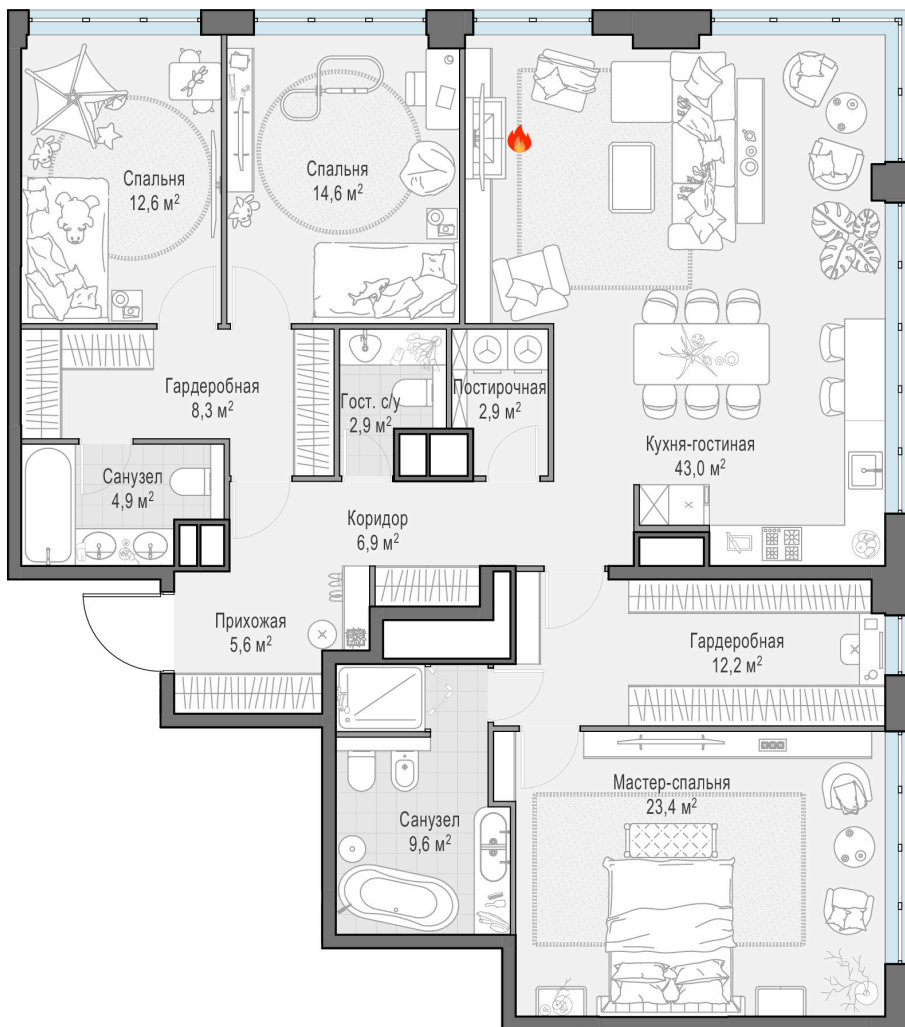 Спальня
12,6 м²
Спальня
14,6 м²
Гардеробная
8,3 м²
Гост. с/у
2,9 м²
Постирочная
2,9 м²
Кухня-гостиная
43,0 м²
Санузел
4,9 м²
Коридор
6,9 м²
Прихожая
5,6 м²
Гардеробная
12,2 м²
Мастер-спальня
23,4 м²
Санузел
9,6 м²